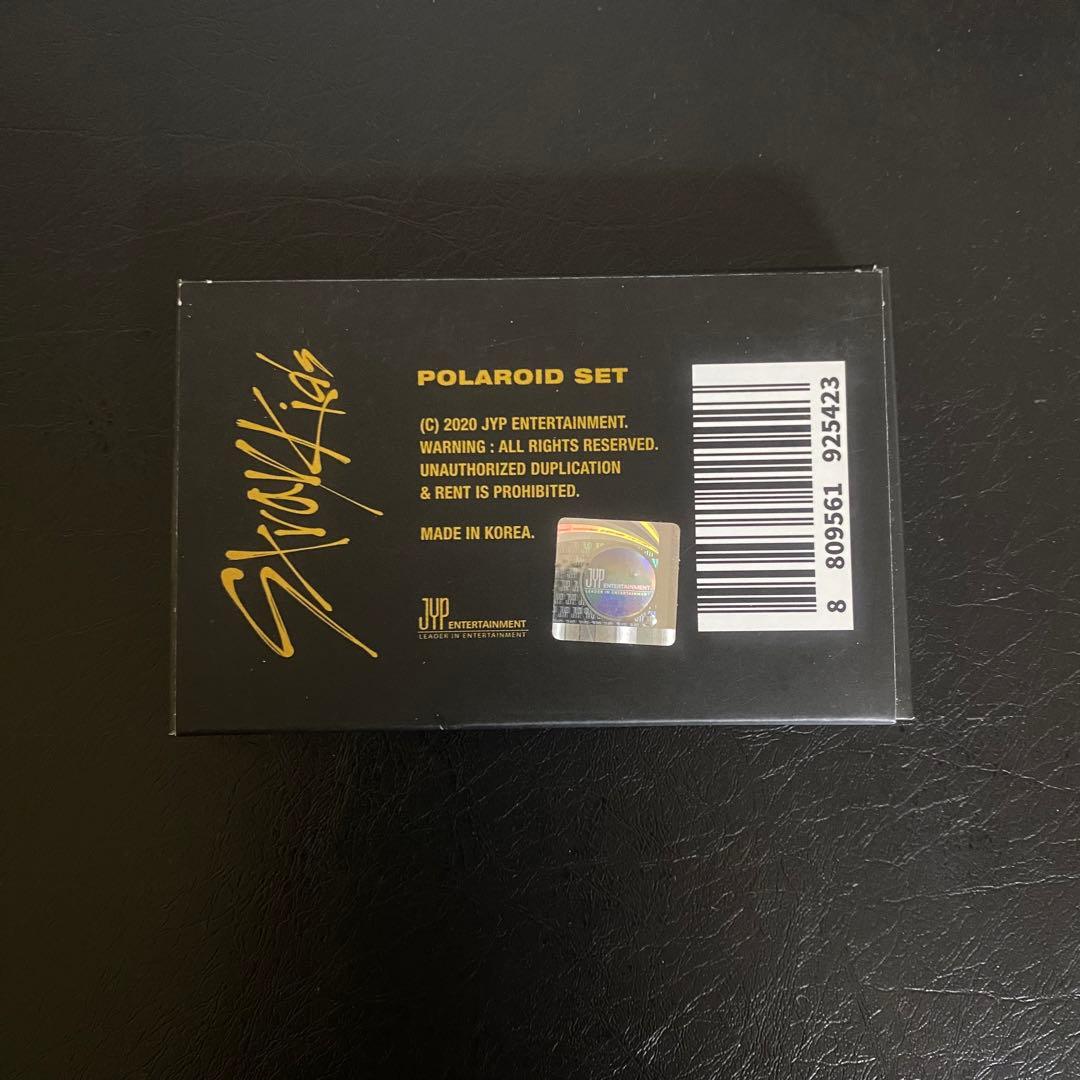 Stray Kids
POLAROID SET
(C) 2020 JYP ENTERTAINMENT.
WARNING : ALL RIGHTS RESERVED.
UNAUTHORIZED DUPLICATION
& RENT IS PROHIBITED.
MADE IN KOREA.
JYP ENTERTAINMENT
LEADER IN ENTERTAINMENT
JYP ENTERTAINMENT.
LEADER IN ENTERTAINMENT
8 809561 925423